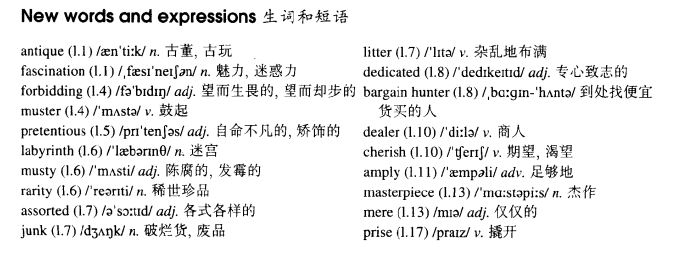 New words and expressions 生词和短语
antique (l.1) /æn'tiːk/ n. 古董, 古玩
fascination (l.1) /ˌfæsɪ'neɪʃən/ n. 魅力, 迷惑力
forbidding (l.4) /fə'bɪdɪŋ/ adj. 望而生畏的, 望而却步的
muster (l.4) /'mʌstə/ v. 鼓起
pretentious (l.5) /prɪ'tenʃəs/ adj. 自命不凡的, 矫饰的
labyrinth (l.6) /'læbərɪnθ/ n. 迷宫
musty (l.6) /'mʌsti/ adj. 陈腐的, 发霉的
rarity (l.6) /'reərɪti/ n. 稀世珍品
assorted (l.7) /ə'sɔːtɪd/ adj. 各式各样的
junk (l.7) /dʒʌŋk/ n. 破烂货, 废品
litter (l.7) /'lɪtə/ v. 杂乱地布满
dedicated (l.8) /'dedɪkeɪtɪd/ adj. 专心致志的
bargain hunter (l.8) /ˌbɑːgɪn-'hʌntə/ 到处找便宜
货买的人
dealer (l.10) /'diːlə/ v. 商人
cherish (l.10) /'tʃerɪʃ/ v. 期望, 渴望
amply (l.11) /'æmpəli/ adv. 足够地
masterpiece (l.13) /'mɑːstəpiːs/ n. 杰作
mere (l.13) /mɪə/ adj. 仅仅的
prise (l.17) /praɪz/ v. 撬开